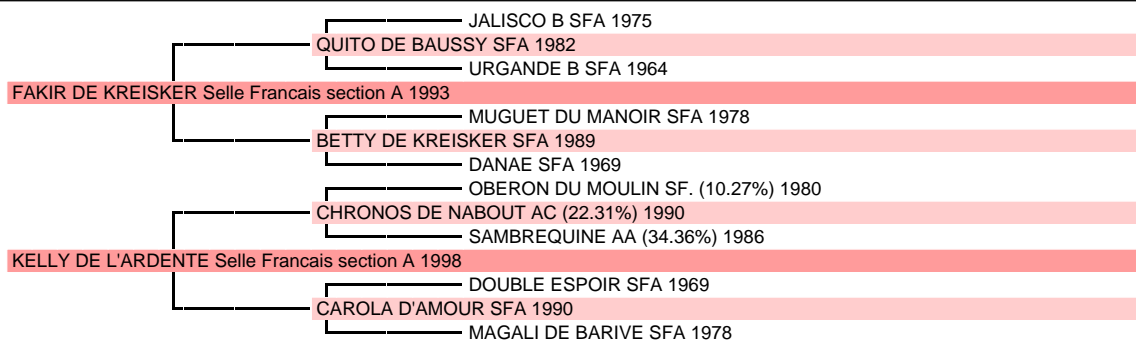 JALISCO B SFA 1975
QUITO DE BAUSSY SFA 1982
URGANDE B SFA 1964
FAKIR DE KREISKER Selle Francais section A 1993
MUGUET DU MANOIR SFA 1978
BETTY DE KREISKER SFA 1989
DANAE SFA 1969
OBERON DU MOULIN SF. (10.27%) 1980
CHRONOS DE NABOUT AC (22.31%) 1990
SAMBREQUINE AA (34.36%) 1986
KELLY DE L'ARDENTE Selle Francais section A 1998
DOUBLE ESPOIR SFA 1969
CAROLA D'AMOUR SFA 1990
MAGALI DE BARIVE SFA 1978